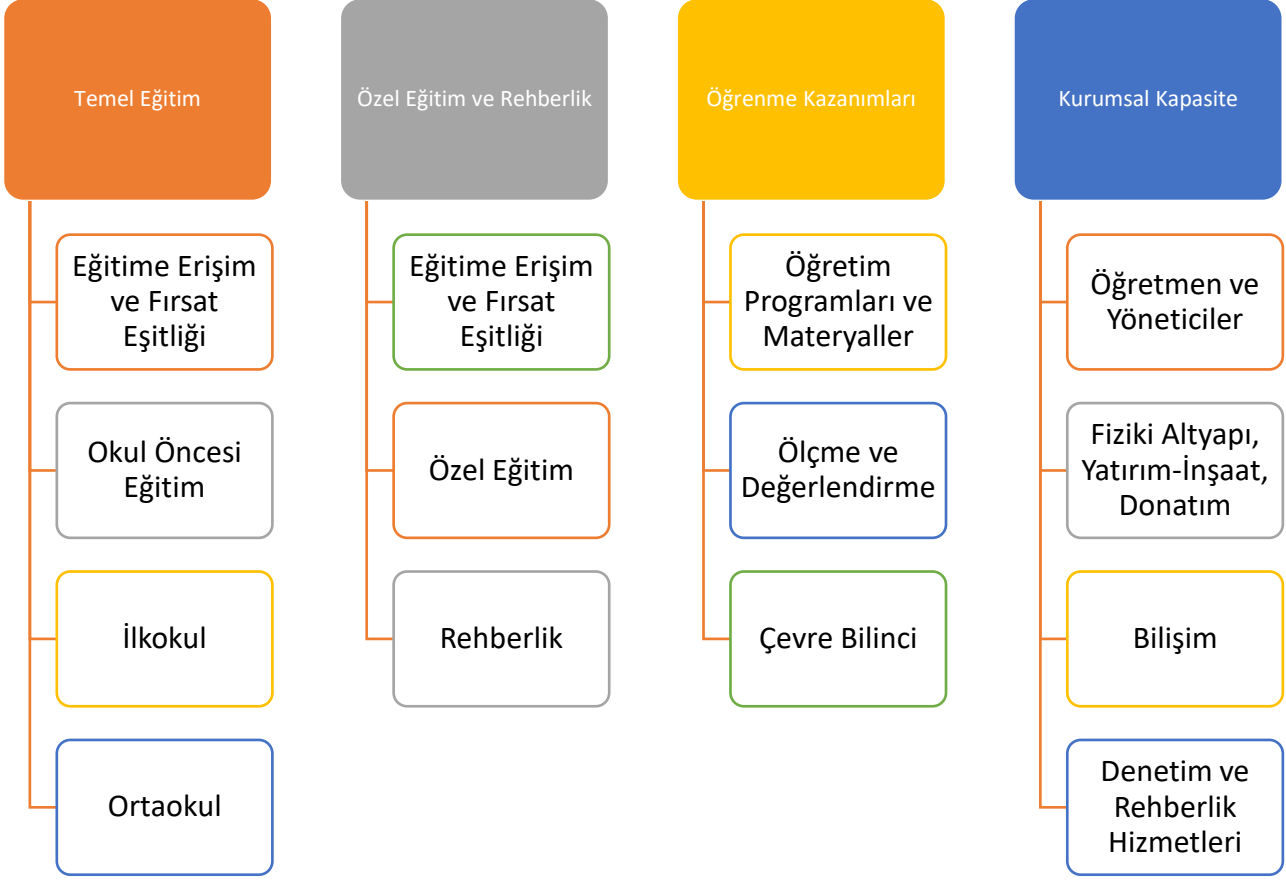 Temel Eğitim
Eğitime Erişim
ve Fırsat
Eşitliği
Okul Öncesi
Eğitim
İlkokul
Ortaokul
Özel Eğitim ve Rehberlik
Eğitime Erişim
ve Fırsat
Eşitliği
Özel Eğitim
Rehberlik
Öğrenme Kazanımları
Öğretim
Programları ve
Materyaller
Ölçme ve
Değerlendirme
Çevre Bilinci
Kurumsal Kapasite
Öğretmen ve
Yöneticiler
Fiziki Altyapı,
Yatırım-İnşaat,
Donatım
Bilişim
Denetim ve
Rehberlik
Hizmetleri